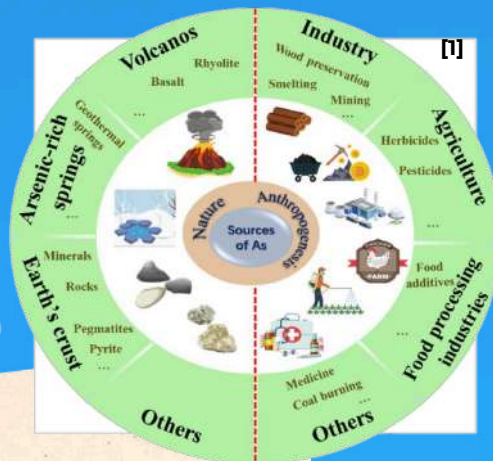 [1]
Volcanos
Rhyolite
Basalt
...
Geothermal
springs
Arsenic-rich
springs
...
Earth's crust
Minerals
Rocks
Pegmatites
Pyrite
...
Others
Industry
Wood preservation
Smelting
Mining
...
Agriculture
Herbicides
Pesticides
...
Food processing
industries
Food
additives
...
Others
Medicine
Coal burning
...
Nature
Anthropogenesis
Sources
of As
FARM